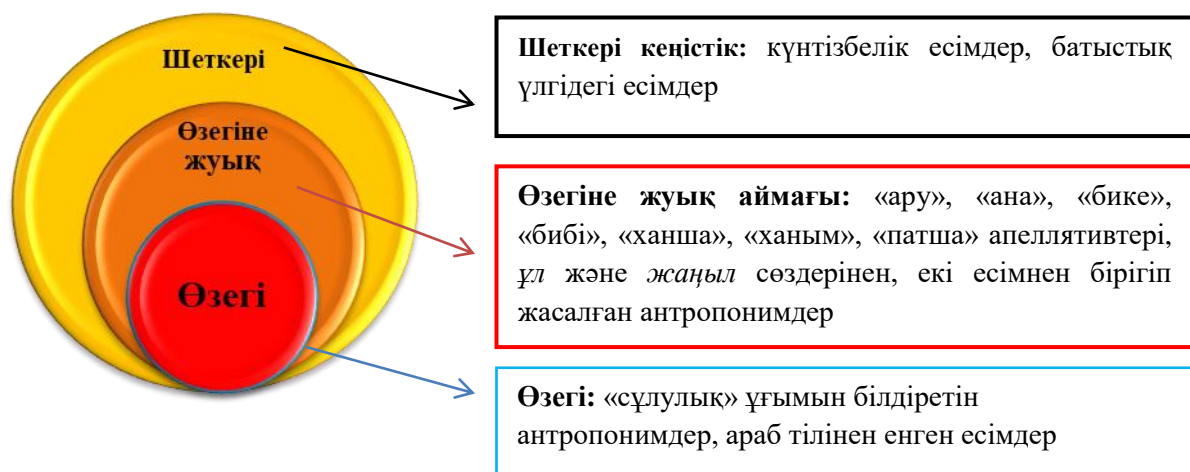 Шеткері
Өзегіне
жуық
Өзегі
Шеткері кеңістік: күнтізбелік есімдер, батыстық
үлгідегі есімдер
Өзегіне жуық аймағы: «ару», «ана», «бике»,
«бибі», «ханша», «ханым», «патша» апеллятивтері,
ұл және жаңыл сөздерінен, екі есімнен бірігіп
жасалған антропонимдер
Өзегі: «сұлулық» ұғымын білдіретін
антропонимдер, араб тілінен енген есімдер